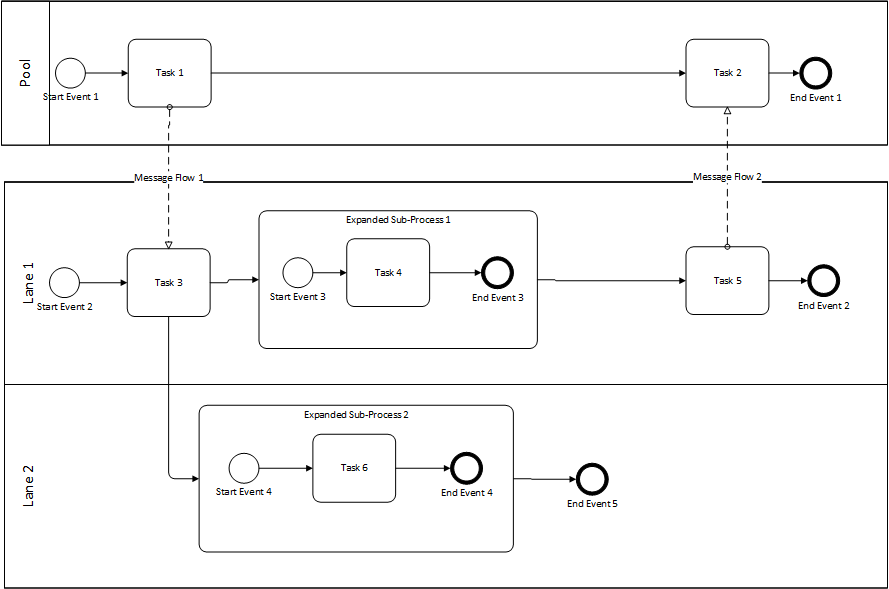 Pool
Start Event 1
Task 1
Task 2
End Event 1
Message Flow 1
Message Flow 2
Lane 1
Start Event 2
Task 3
Expanded Sub-Process 1
Start Event 3
Task 4
End Event 3
Task 5
End Event 2
Lane 2
Expanded Sub-Process 2
Start Event 4
Task 6
End Event 4
End Event 5